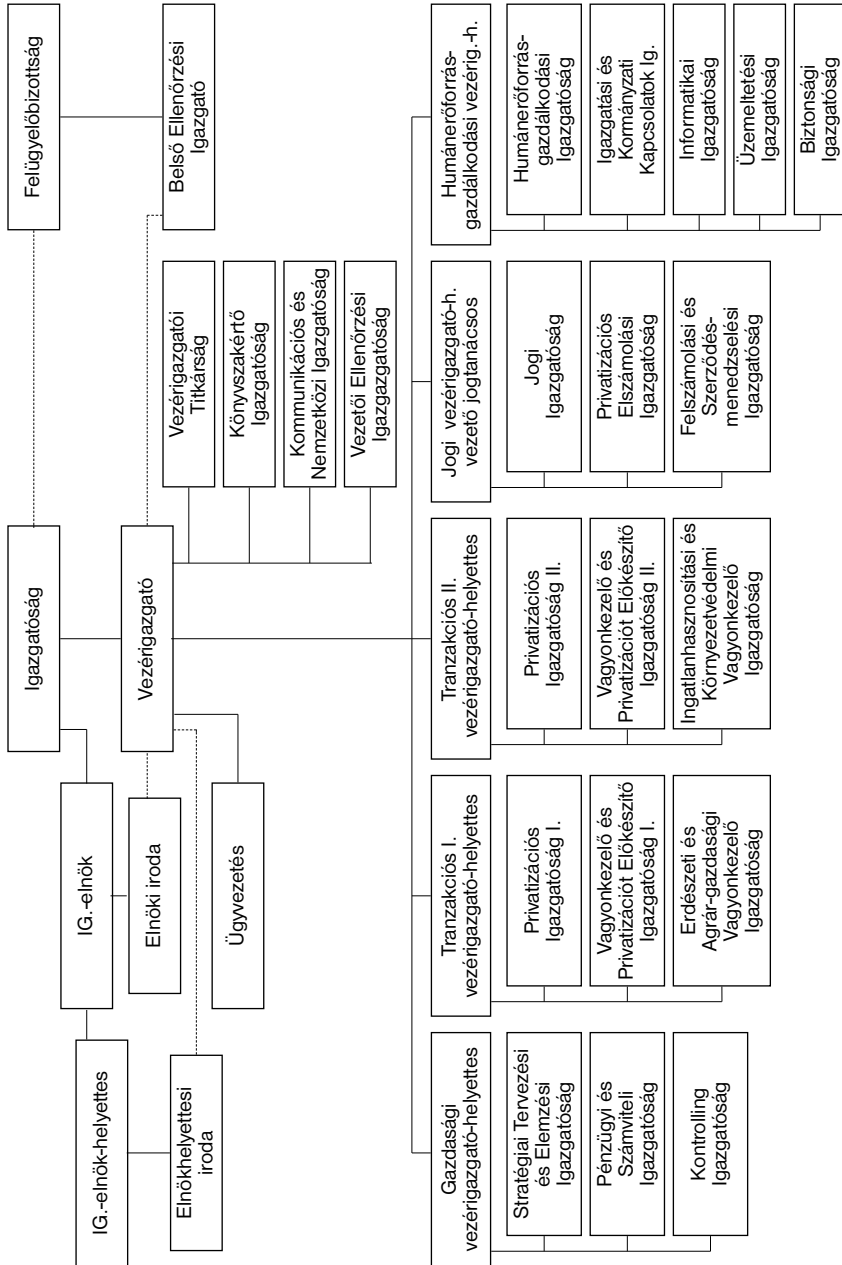 Felügyelőbizottság
Belső Ellenőrzési
Igazgató
Igazgatóság
Vezérigazgató
IG.-elnök
Elnöki iroda
Ügyvezetés
IG.-elnök-helyettes
Elnökhelyettesi
iroda
Vezérigazgatói
Titkárság
Könyvszakértő
Igazgatóság
Kommunikációs és
Nemzetközi Igazgatóság
Vezetői Ellenőrzési
Igazgazgatóság
Gazdasági
vezérigazgató-helyettes
Stratégiai Tervezési
és Elemzési
Igazgatóság
Pénzügyi és
Számviteli
Igazgatóság
Kontrolling
Igazgatóság
Tranzakciós I.
vezérigazgató-helyettes
Privatizációs
Igazgatóság I.
Vagyonkezelő és
Privatizációt Előkészítő
Igazgatóság I.
Erdészeti és
Agrár-gazdasági
Vagyonkezelő
Igazgatóság
Tranzakciós II.
vezérigazgató-helyettes
Privatizációs
Igazgatóság II.
Vagyonkezelő és
Privatizációt Előkészítő
Igazgatóság II.
Ingatlanhasznosítási és
Környezetvédelmi
Vagyonkezelő
Igazgatóság
Jogi vezérigazgató-h.
vezető jogtanácsos
Jogi
Igazgatóság
Privatizációs
Elszámolási
Igazgatóság
Felszámolási és
Szerződés-
menedzselési
Igazgatóság
Humánerőforrás-
gazdálkodási vezérig.-h.
Humánerőforrás-
gazdálkodási
Igazgatóság
Igazgatási és
Kormányzati
Kapcsolatok Ig.
Informatikai
Igazgatóság
Üzemeltetési
Igazgatóság
Biztonsági
Igazgatóság